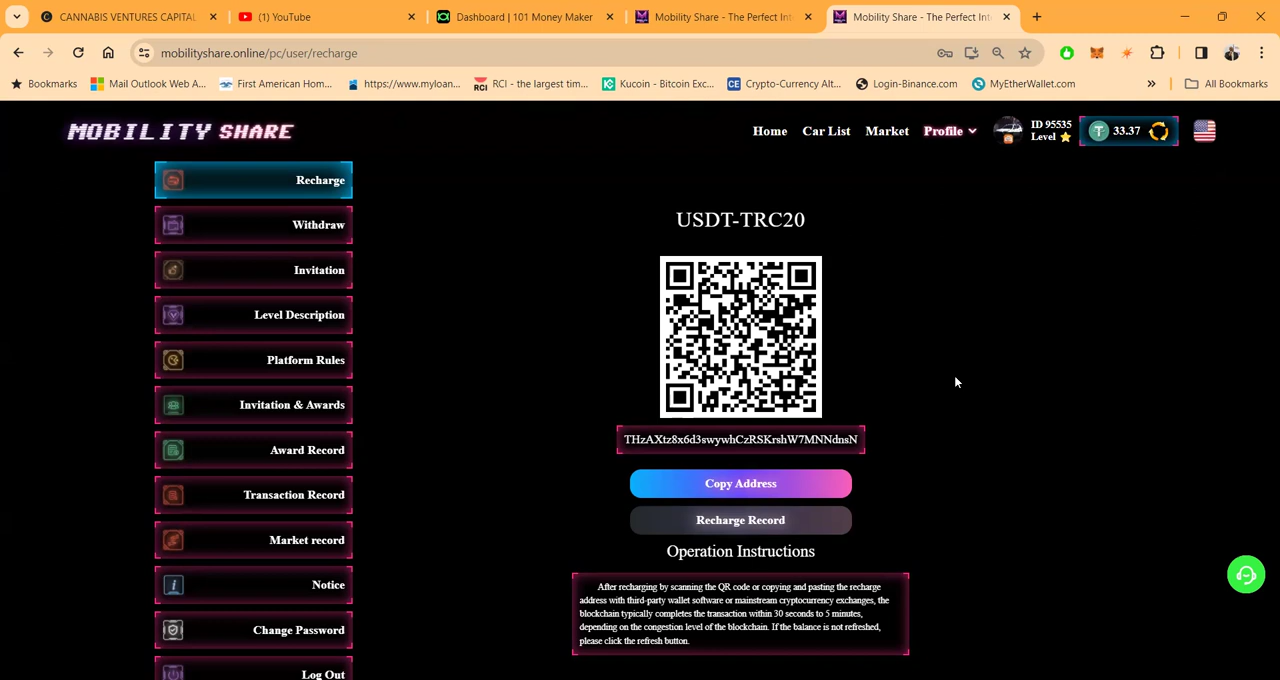 CANNABIS VENTURES CAPITAL
(1) YouTube
Dashboard | 101 Money Maker
Mobility Share - The Perfect Int
Mobility Share - The Perfect Int
mobilityshare.online/pc/user/recharge
Bookmarks
Mail Outlook Web A...
First American Hom...
https://www.myloan...
RCI
RCI - the largest tim...
Kucoin - Bitcoin Exc...
CE
Crypto-Currency Alt...
Login-Binance.com
MyEtherWallet.com
All Bookmarks
MOBILITY SHARE
Home
Car List
Market
Profile
ID 95535
Level
33.37
Recharge
Withdraw
Invitation
Level Description
Platform Rules
Invitation & Awards
Award Record
Transaction Record
Market record
Notice
Change Password
Log Out
USDT-TRC20
THzAXtz8x6d3swywhCzRSKrshW7MNNdnsN
Copy Address
Recharge Record
Operation Instructions
After recharging by scanning the QR code or copying and pasting the recharge
address with third-party wallet software or mainstream cryptocurrency exchanges, the
blockchain typically completes the transaction within 30 seconds to 5 minutes,
depending on the congestion level of the blockchain. If the balance is not refreshed,
please click the refresh button.